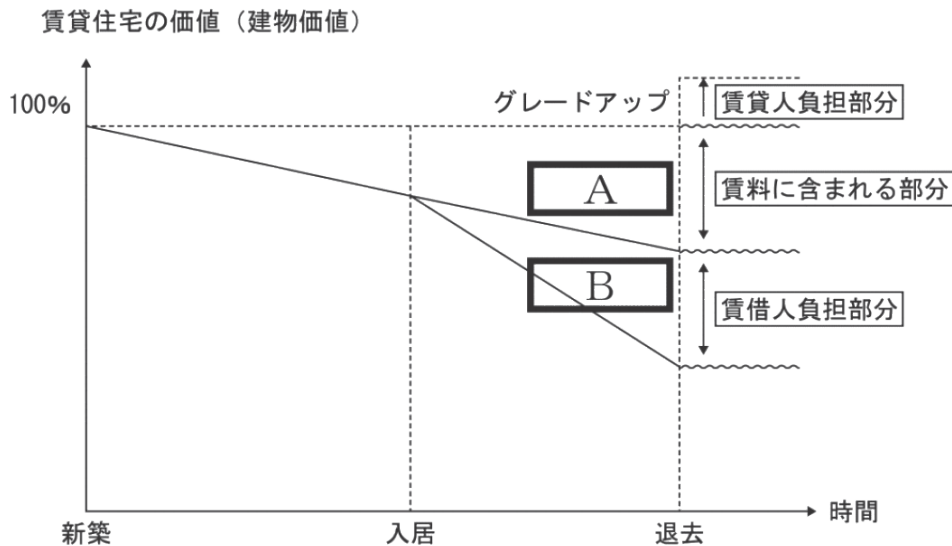 賃貸住宅の価値（建物価値）
100%
グレードアップ
賃貸人負担部分
A
賃料に含まれる部分
B
賃借人負担部分
新築
入居
退去
時間